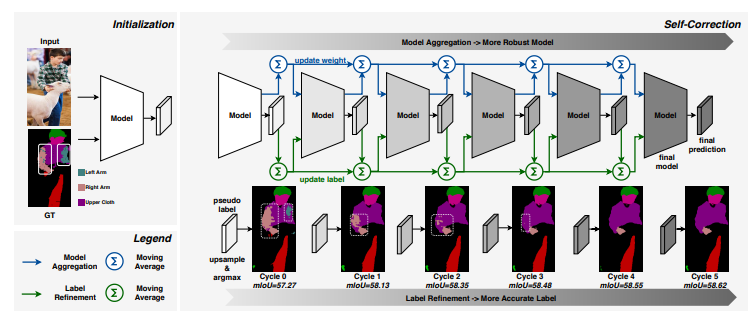 Initialization
Input
Model
Left Arm
Right Arm
Upper Cloth
GT
Legend
Model
Aggregation
Σ
Moving
Average
Label
Refinement
Σ
Moving
Average
Self-Correction
Model Aggregation -> More Robust Model
Σ
update weight
Σ
Σ
Σ
Σ
Model
Model
Model
Model
Model
Model
final
prediction
final
model
Σ
update label
Σ
Σ
Σ
Σ
pseudo
label
upsample
&
argmax
Cycle 0
mIoU=57.27
Cycle 1
mIoU=58.13
Cycle 2
mIoU=58.35
Cycle 3
mIoU=58.48
Cycle 4
mIoU=58.55
Cycle 5
mIoU=58.62
Label Refinement -> More Accurate Label